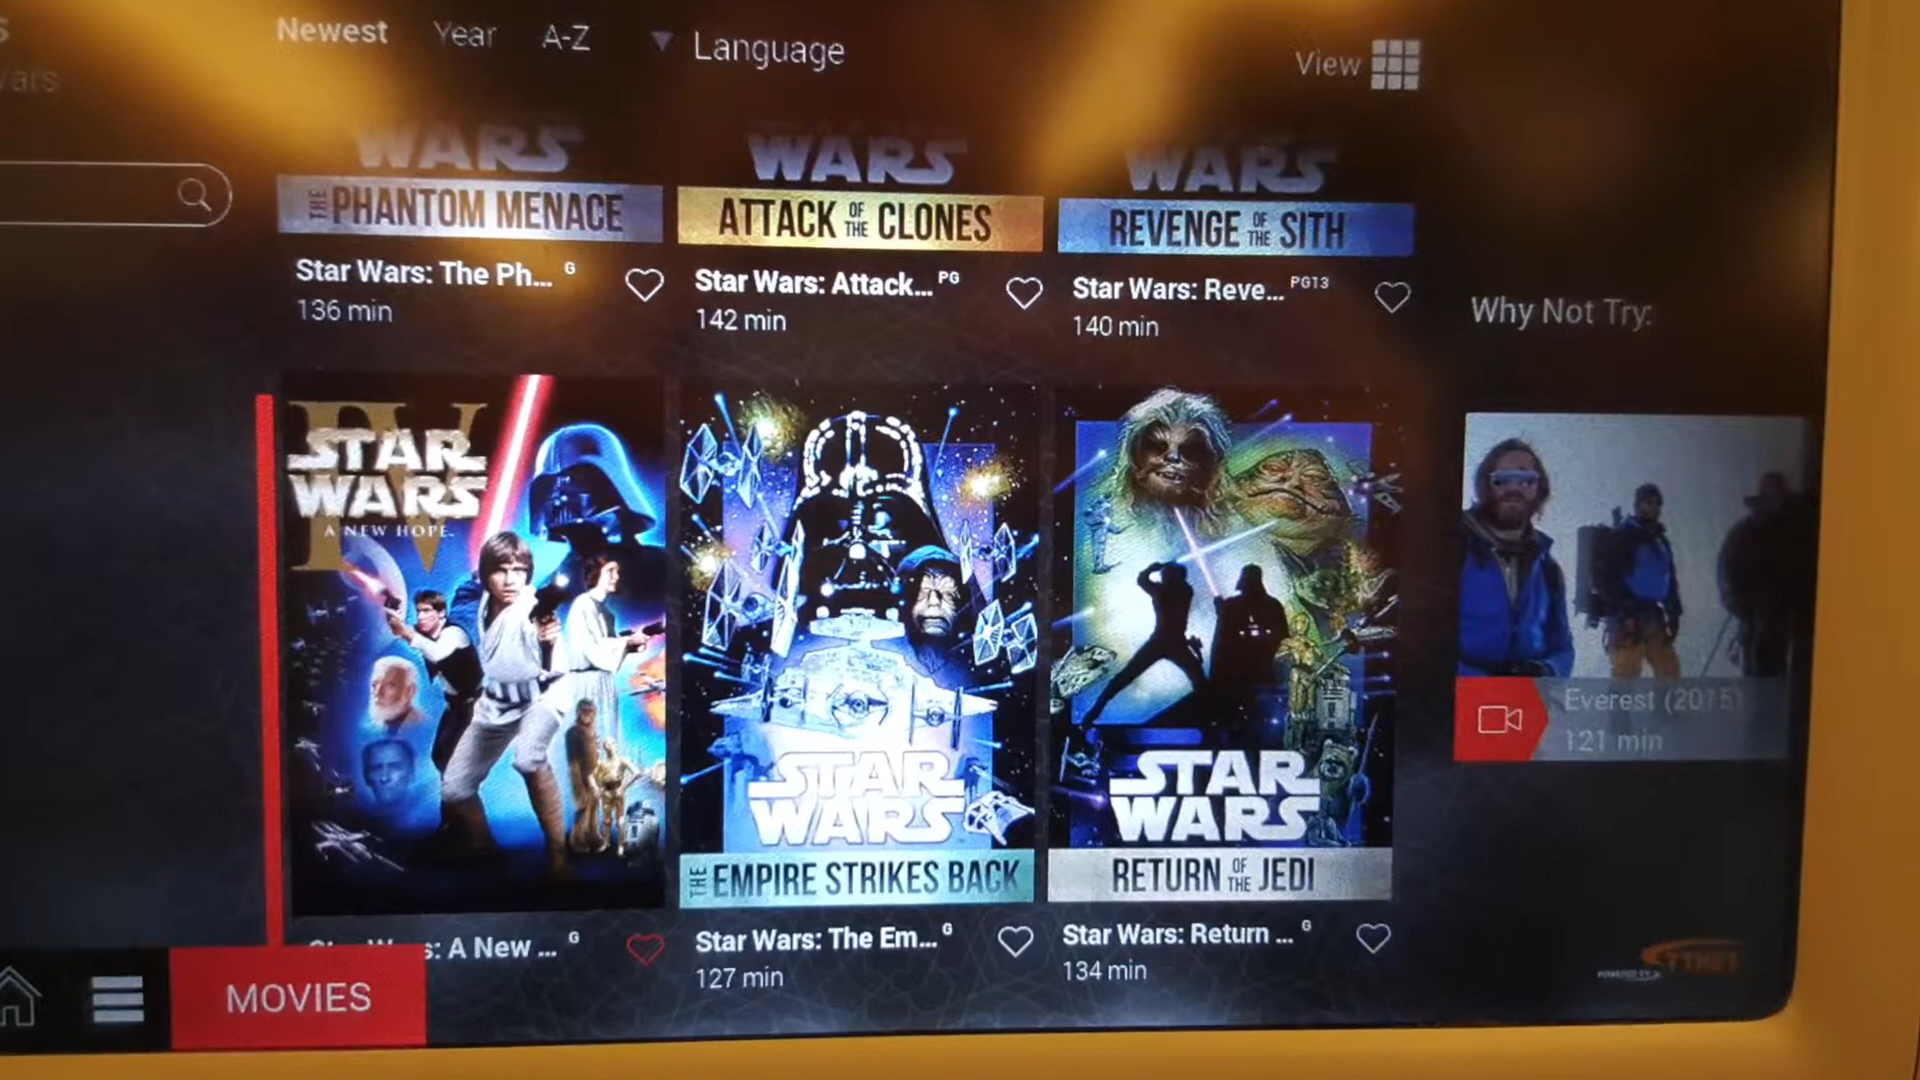 Newest Year A-Z Language
View
WARS
THE PHANTOM MENACE
Star Wars: The Ph... G
136 min
WARS
ATTACK OF THE CLONES
Star Wars: Attack... PG
142 min
WARS
REVENGE OF THE SITH
Star Wars: Reve... PG13
140 min
Why Not Try:
IV
STAR
WARS
A NEW HOPE
s: A New ... G
STAR
WARS
THE EMPIRE STRIKES BACK
Star Wars: The Em... G
127 min
STAR
WARS
RETURN OF THE JEDI
Star Wars: Return ... G
134 min
Everest (2015)
121 min
MOVIES
POWERED BY